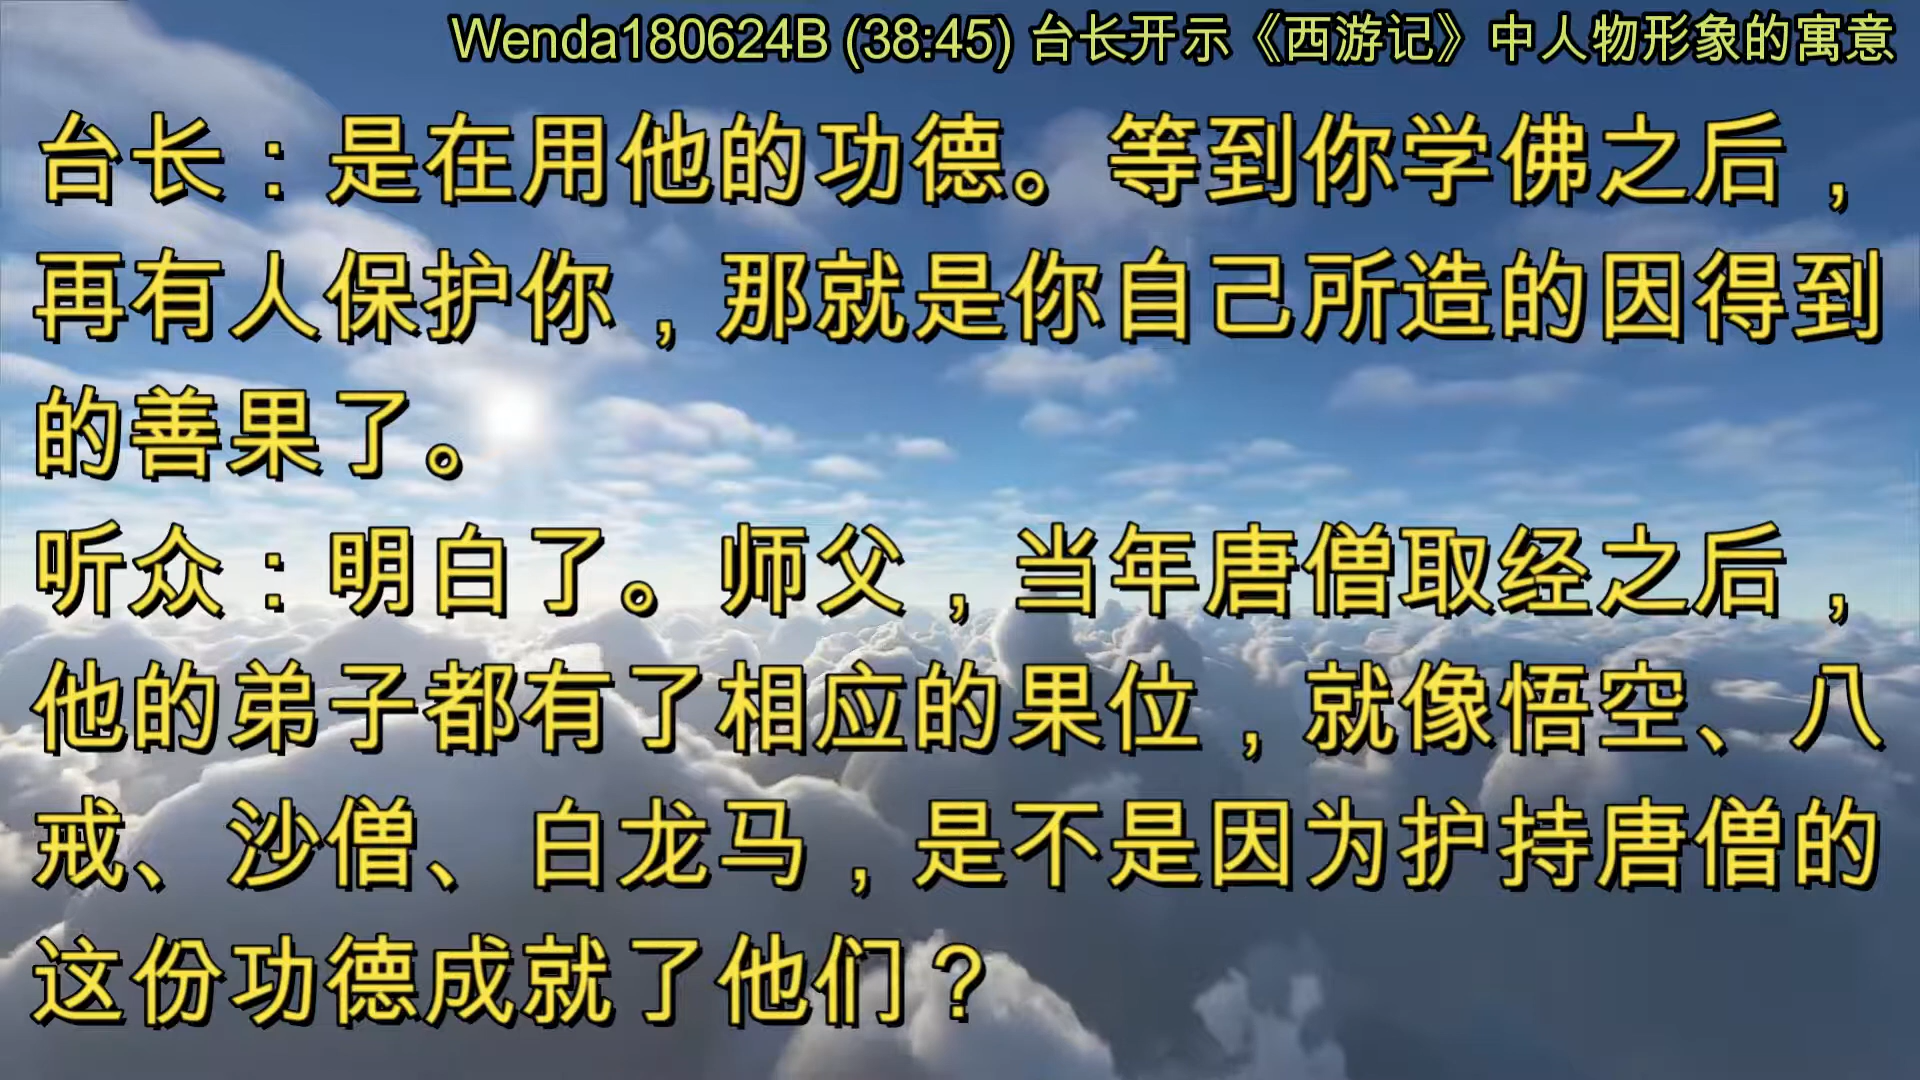 Wenda180624B (38:45) 台长开示《西游记》中人物形象的寓意
台长：是在用他的功德。等到你学佛之后，
再有人保护你，那就是你自己所造的因得到
的善果了。
听众：明白了。师父，当年唐僧取经之后，
他的弟子都有了相应的果位，就像悟空、八
戒、沙僧、白龙马，是不是因为护持唐僧的
这份功德成就了他们？